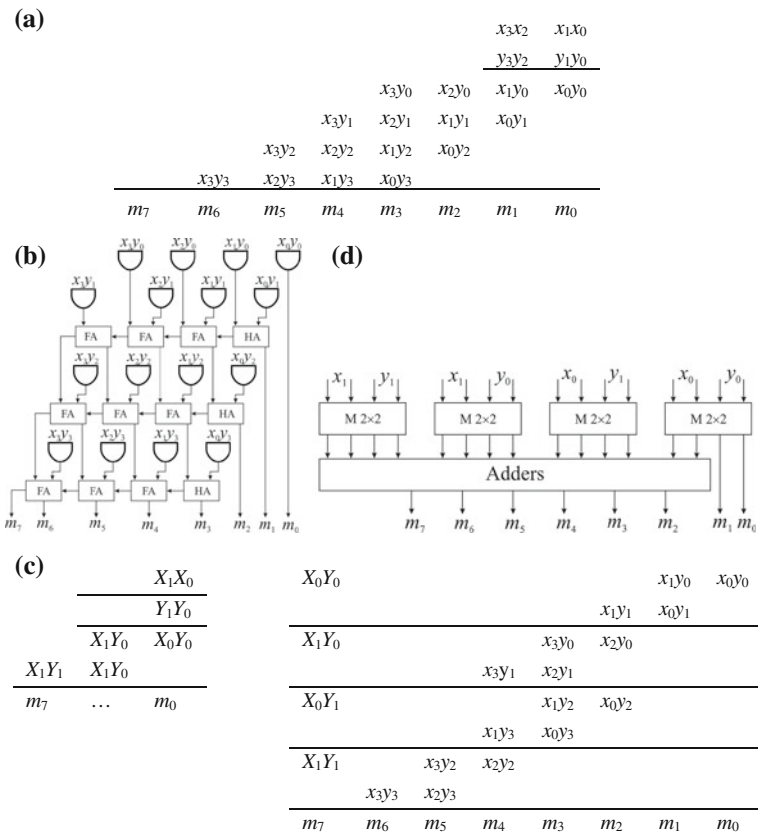 (a)
x₃x₂ x₁x₀
y₃y₂ y₁y₀
x₃y₀ x₂y₀ x₁y₀ x₀y₀
x₃y₁ x₂y₁ x₁y₁ x₀y₁
x₃y₂ x₂y₂ x₁y₂ x₀y₂
x₃y₃ x₂y₃ x₁y₃ x₀y₃
m₇ m₆ m₅ m₄ m₃ m₂ m₁ m₀
(b)
x₃y₀ x₂y₀ x₁y₀ x₀y₀
x₃y₁ x₂y₁ x₁y₁ x₀y₁
FA FA FA HA
x₃y₂ x₂y₂ x₁y₂ x₀y₂
FA FA FA HA
x₃y₃ x₂y₃ x₁y₃ x₀y₃
FA FA FA HA
m₇ m₆ m₅ m₄ m₃ m₂ m₁ m₀
(d)
x₁ y₁ x₁ y₀ x₀ y₁ x₀ y₀
M 2×2 M 2×2 M 2×2 M 2×2
Adders
m₇ m₆ m₅ m₄ m₃ m₂ m₁ m₀
(c)
X₁X₀
Y₁Y₀
X₁Y₀ X₀Y₀
X₁Y₁ X₁Y₀
m₇ … m₀
X₀Y₀ x₁y₀ x₀y₀
x₁y₁ x₀y₁
X₁Y₀ x₃y₀ x₂y₀
x₃y₁ x₂y₁
X₀Y₁ x₁y₂ x₀y₂
x₁y₃ x₀y₃
X₁Y₁ x₃y₂ x₂y₂
x₃y₃ x₂y₃
m₇ m₆ m₅ m₄ m₃ m₂ m₁ m₀